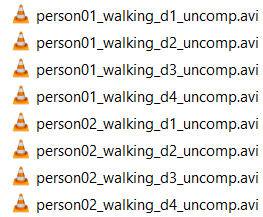 person01_walking_d1_uncomp.avi
person01_walking_d2_uncomp.avi
person01_walking_d3_uncomp.avi
person01_walking_d4_uncomp.avi
person02_walking_d1_uncomp.avi
person02_walking_d2_uncomp.avi
person02_walking_d3_uncomp.avi
person02_walking_d4_uncomp.avi